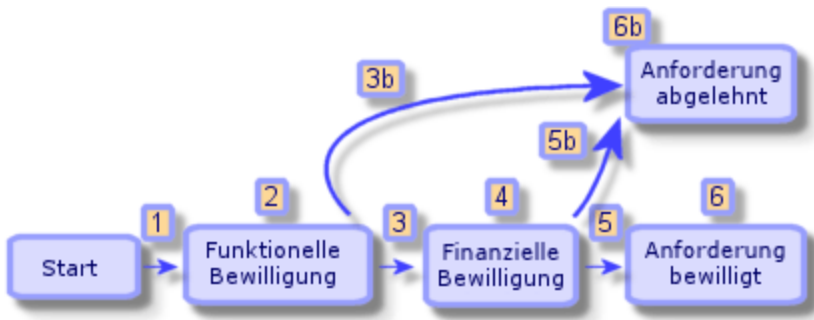 6b
Anforderung
abgelehnt
3b
5b
1
2
3
4
5
6
Start
Funktionelle
Bewilligung
Finanzielle
Bewilligung
Anforderung
bewilligt